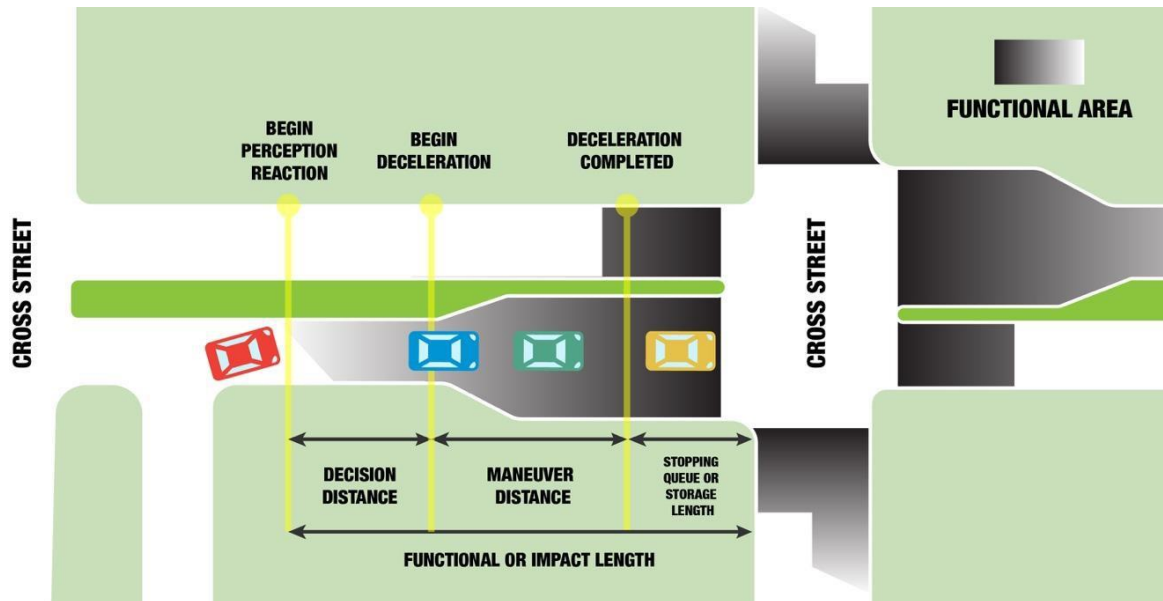 FUNCTIONAL AREA
BEGIN
PERCEPTION
REACTION
BEGIN
DECELERATION
DECELERATION
COMPLETED
CROSS STREET
CROSS STREET
DECISION
DISTANCE
MANEUVER
DISTANCE
STOPPING
QUEUE OR
STORAGE
LENGTH
FUNCTIONAL OR IMPACT LENGTH